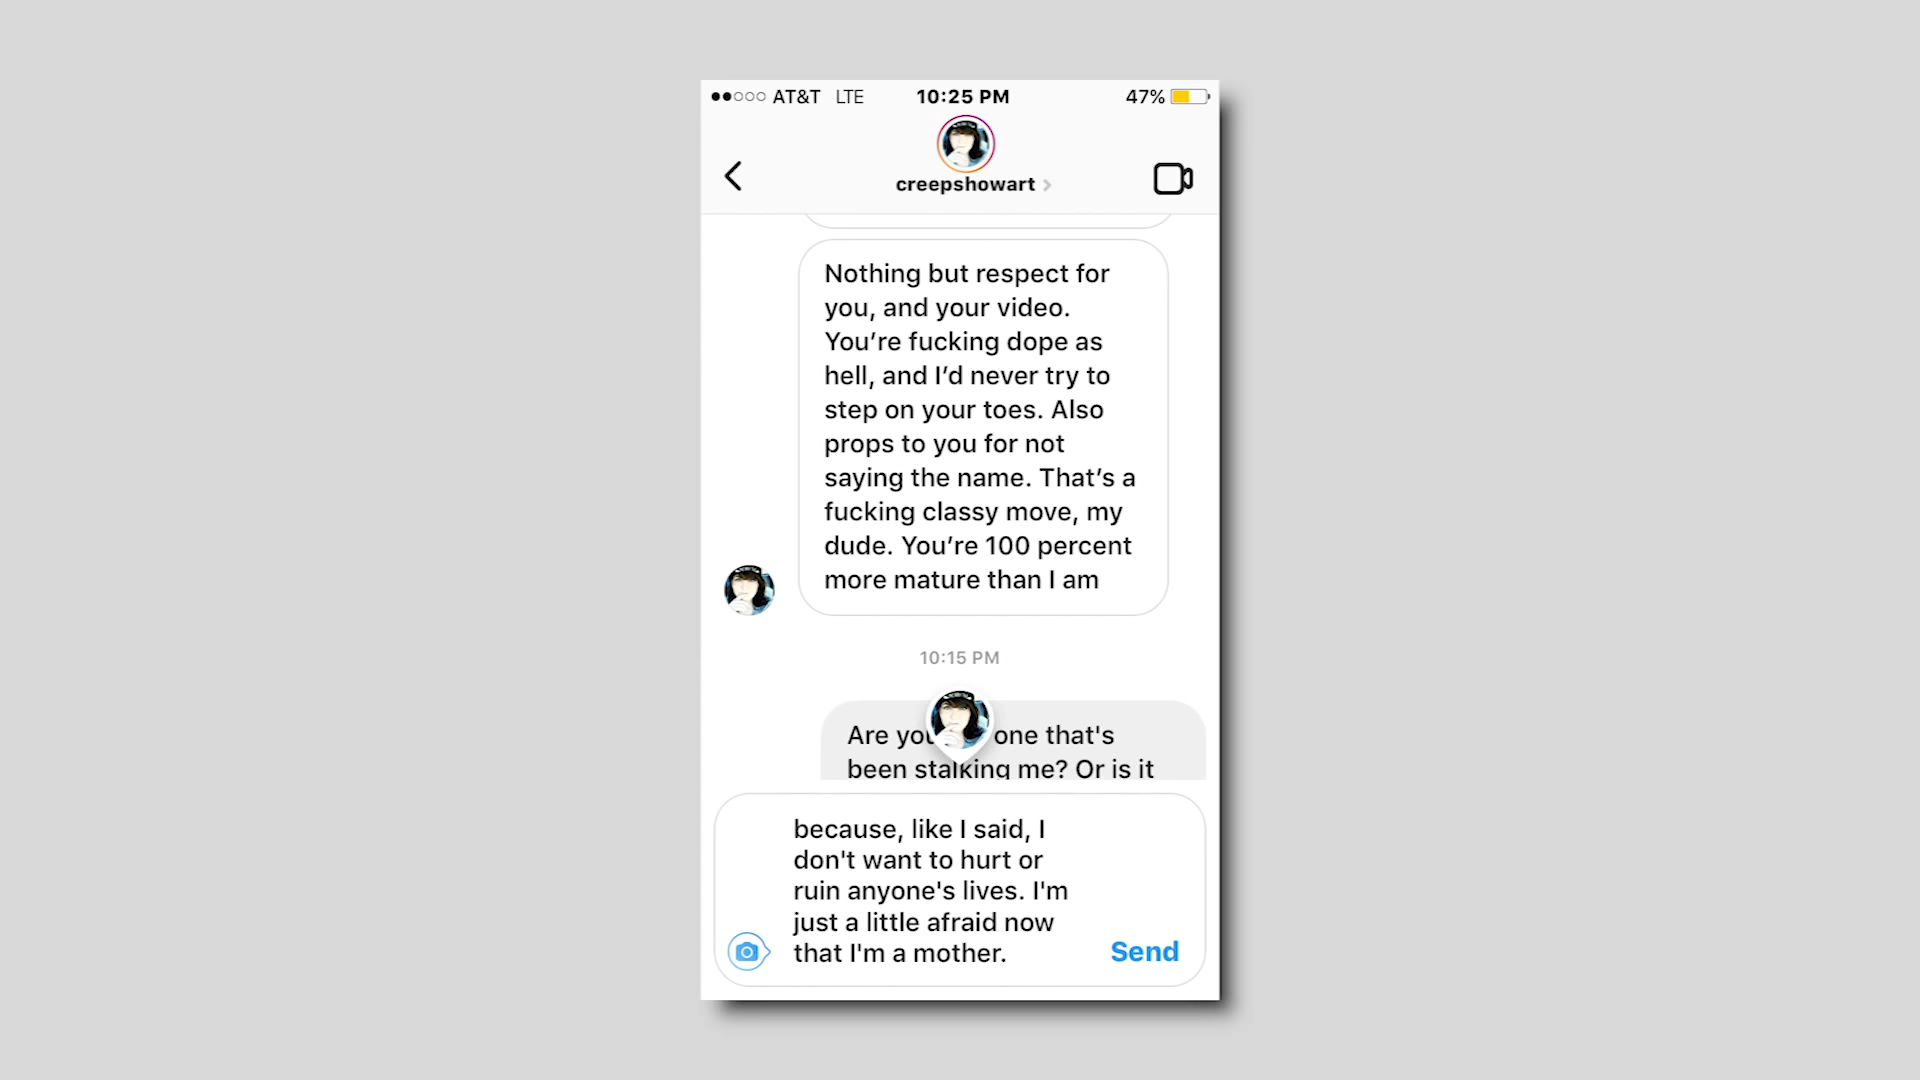 AT&T LTE 10:25 PM 47%
creepshowart
Nothing but respect for
you, and your video.
You’re fucking dope as
hell, and I’d never try to
step on your toes. Also
props to you for not
saying the name. That’s a
fucking classy move, my
dude. You’re 100 percent
more mature than I am
10:15 PM
Are one that's
been stalking me? Or is it
because, like I said, I
don't want to hurt or
ruin anyone's lives. I'm
just a little afraid now
that I'm a mother.
Send